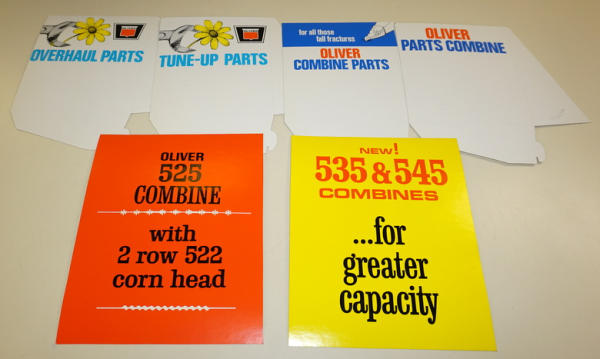 OVERHAUL PARTS
TUNE-UP PARTS
for all those
fall fractures
OLIVER
COMBINE PARTS
OLIVER
PARTS COMBINE
OLIVER
525
COMBINE
with
2 row 522
corn head
NEW!
535 & 545
COMBINES
...for
greater
capacity